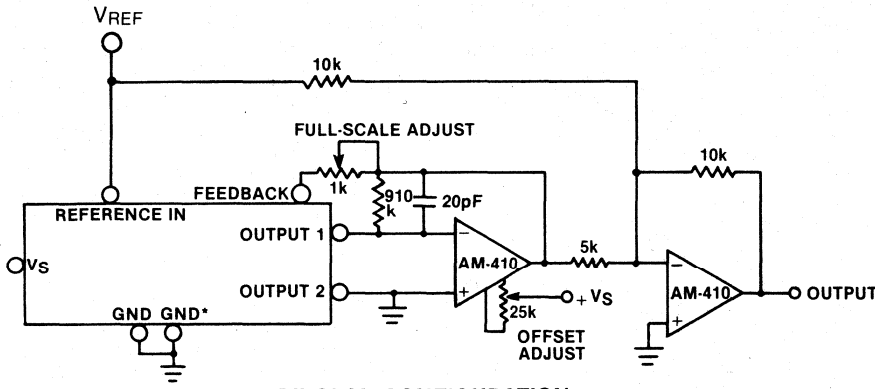 VREF
10k
FULL-SCALE ADJUST
10k
FEEDBACK
1k
910
k
20pF
REFERENCE IN
OUTPUT 1
−
VS
AM-410
5k
−
OUTPUT 2
+
+VS
AM-410
OUTPUT
GND GND*
25k
+
OFFSET
ADJUST